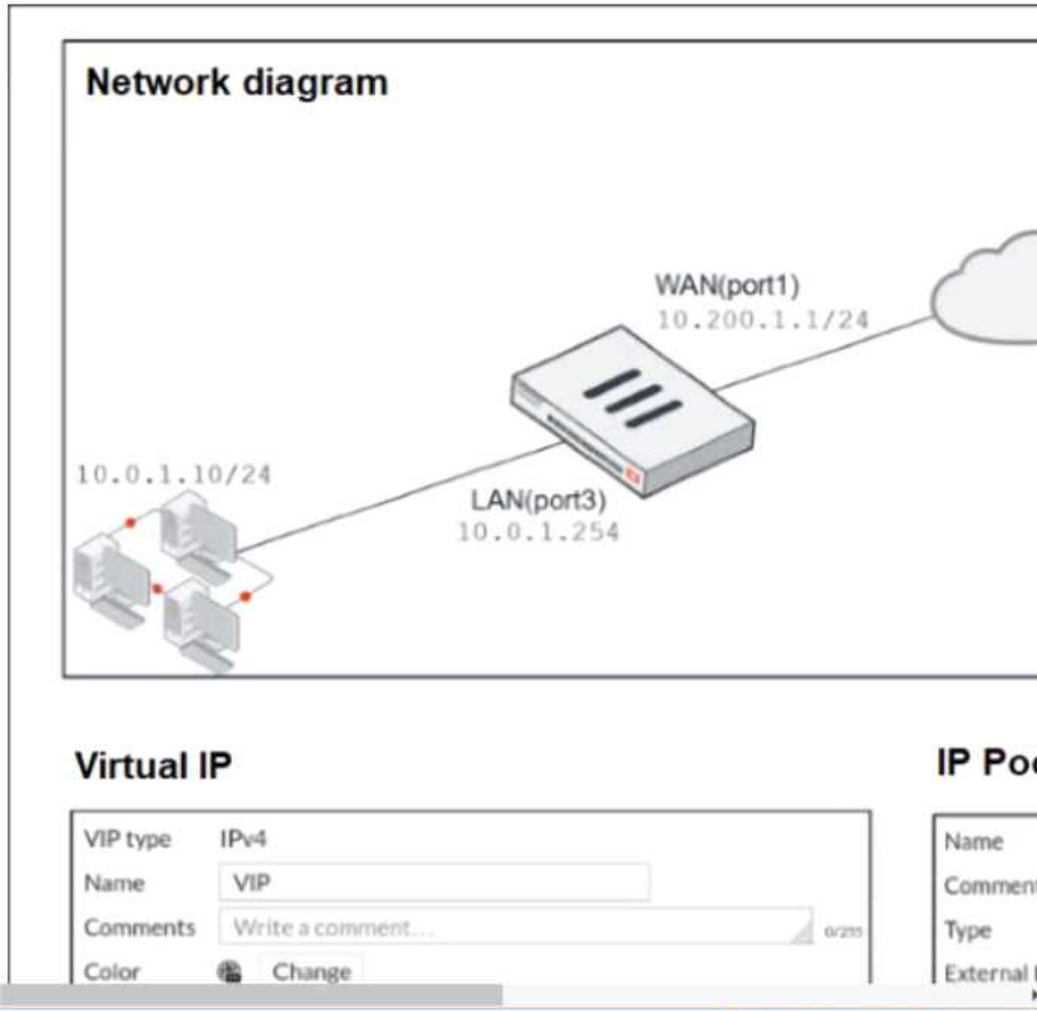 Network diagram
WAN(port1)
10.200.1.1/24
10.0.1.10/24
LAN(port3)
10.0.1.254
Virtual IP
IP Poo
VIP type IPv4
Name VIP
Comments Write a comment... 0/255
Color Change
Name
Comment
Type
External